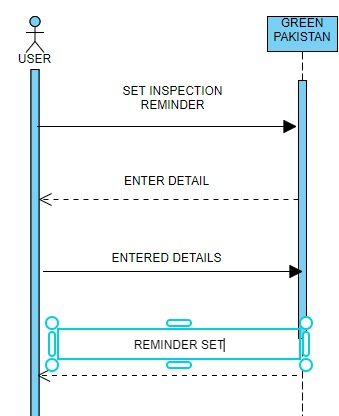 GREEN
PAKISTAN
USER
SET INSPECTION
REMINDER
ENTER DETAIL
ENTERED DETAILS
REMINDER SET